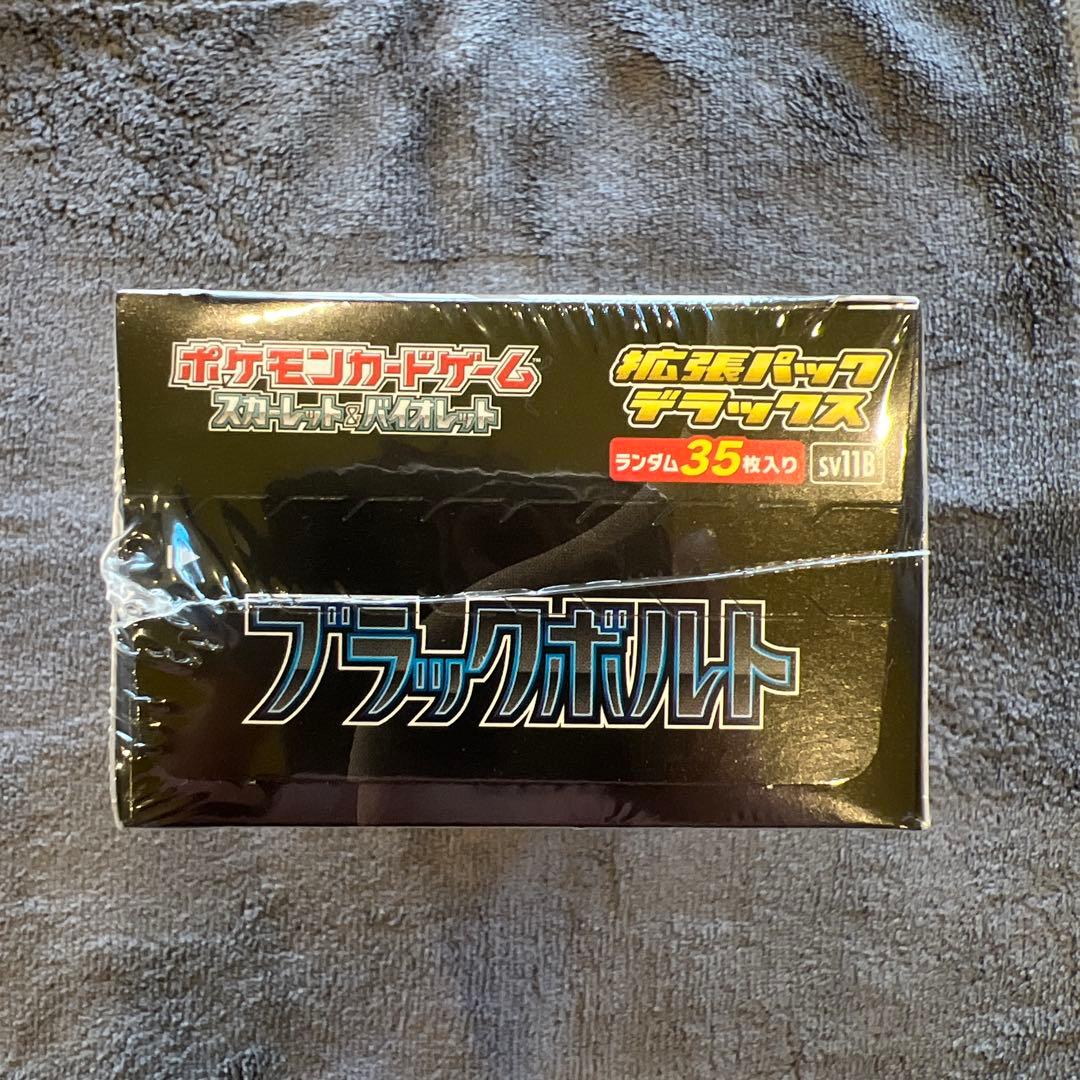 ポケモンカードゲーム™
スカーレット&バイオレット
拡張パック
デラックス
ランダム35枚入り
sv11B
ブラックボルト